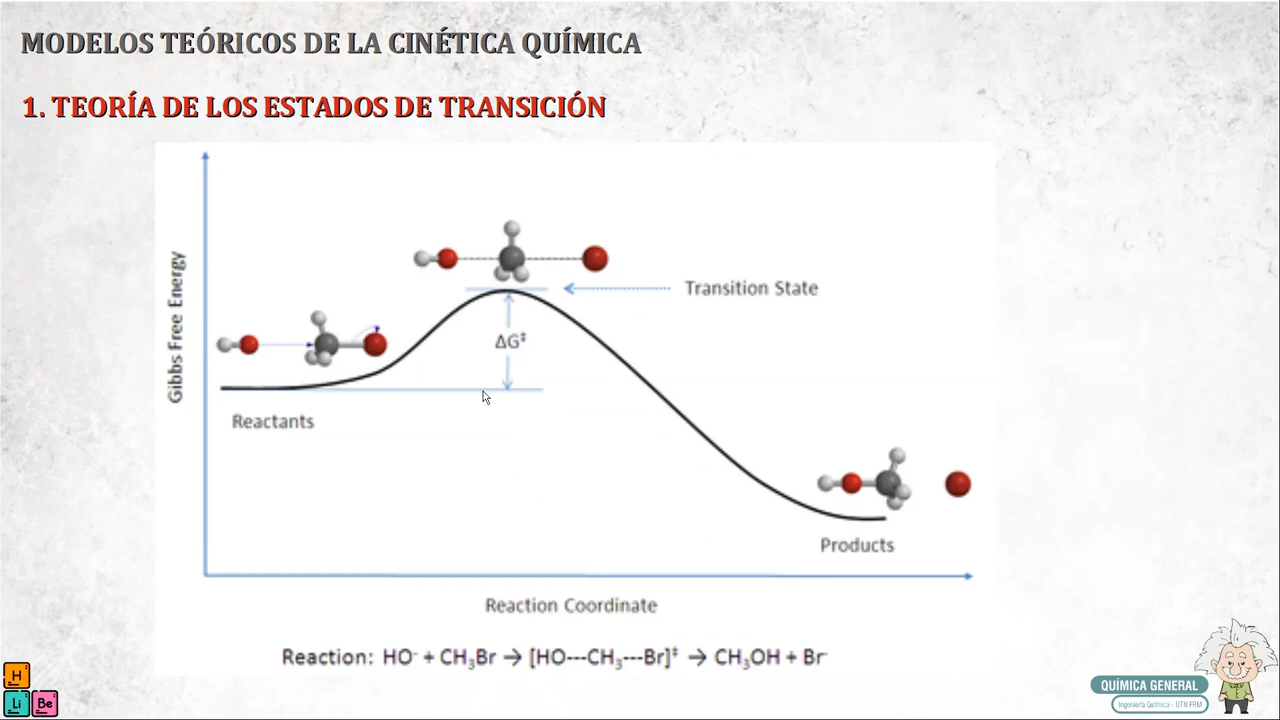 MODELOS TEÓRICOS DE LA CINÉTICA QUÍMICA
1. TEORÍA DE LOS ESTADOS DE TRANSICIÓN
Gibbs Free Energy
Transition State
ΔG‡
Reactants
Products
Reaction Coordinate
Reaction: HO⁻ + CH₃Br → [HO---CH₃---Br]‡ → CH₃OH + Br⁻
H
Li Be
QUÍMICA GENERAL
Ingeniería Química - UTN FRM